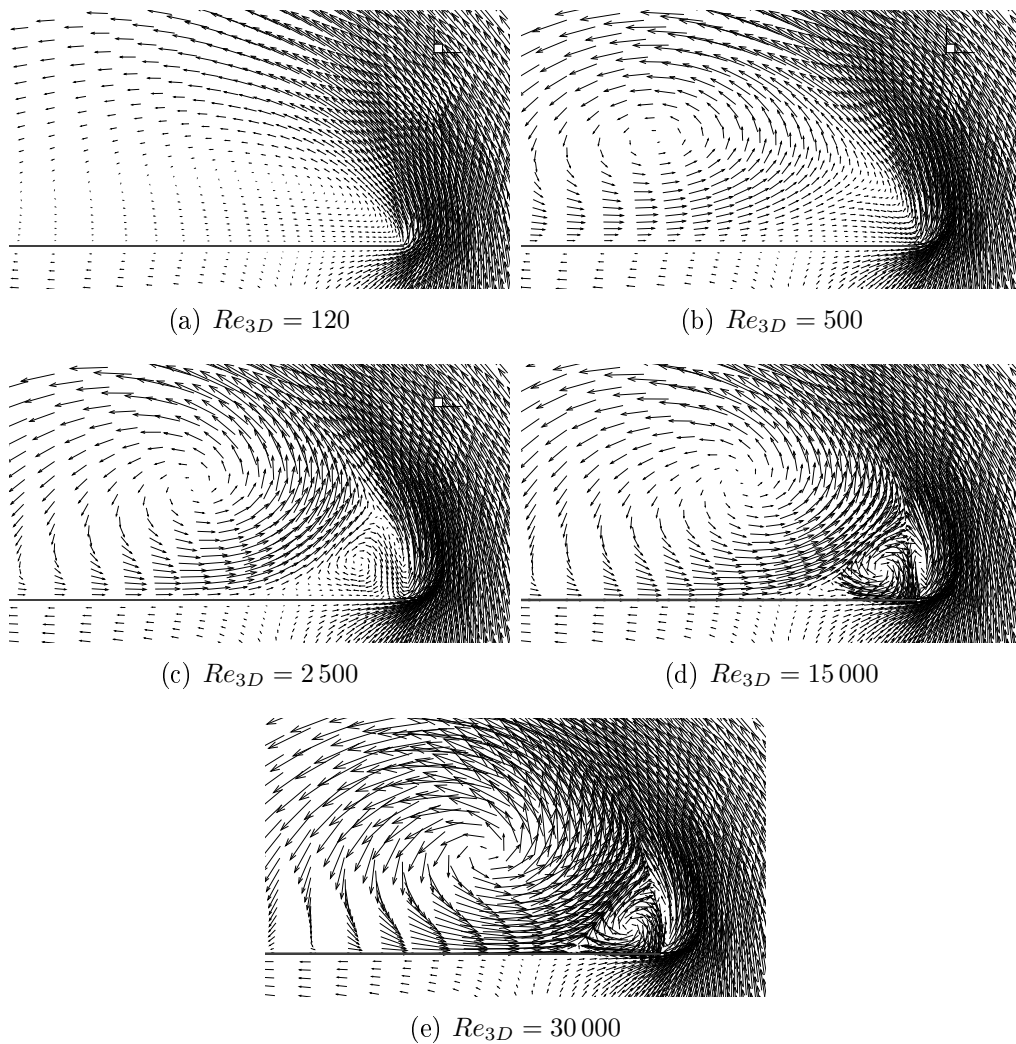 (a) Re3D = 120
(b) Re3D = 500
(c) Re3D = 2 500
(d) Re3D = 15 000
(e) Re3D = 30 000